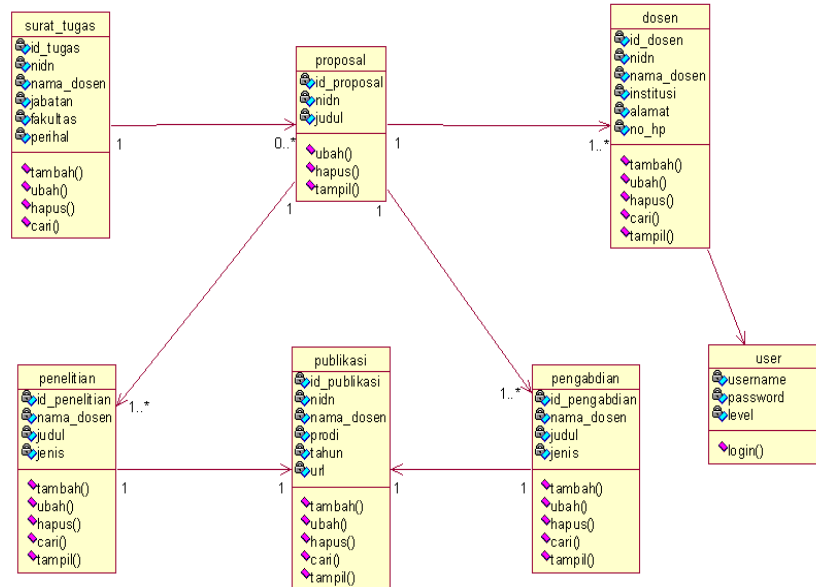 surat_tugas
id_tugas
nidn
nama_dosen
jabatan
fakultas
perihal
tambah()
ubah()
hapus()
cari()
1
0..*
proposal
id_proposal
nidn
judul
ubah()
hapus()
tampil()
1
1..*
1
1
dosen
id_dosen
nidn
nama_dosen
institusi
alamat
no_hp
tambah()
ubah()
hapus()
cari()
tampil()
penelitian
id_penelitian
nama_dosen
judul
jenis
tambah()
ubah()
hapus()
cari()
tampil()
1..*
1
1
publikasi
id_publikasi
nidn
nama_dosen
prodi
tahun
url
tambah()
ubah()
hapus()
cari()
tampil()
1
1
1..*
pengabdian
id_pengabdian
nama_dosen
judul
jenis
tambah()
ubah()
hapus()
cari()
tampil()
user
username
password
level
login()